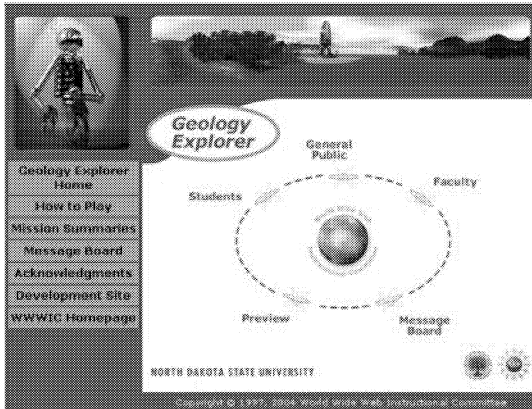 Geology
Explorer
Geology Explorer
Home
How to Play
Mission Summaries
Message Board
Acknowledgments
Development Site
WWWIC Homepage
General
Public
Students
Faculty
Preview
Message
Board
NORTH DAKOTA STATE UNIVERSITY
Copyright © 1997, 2004 World Wide Web Instructional Committee